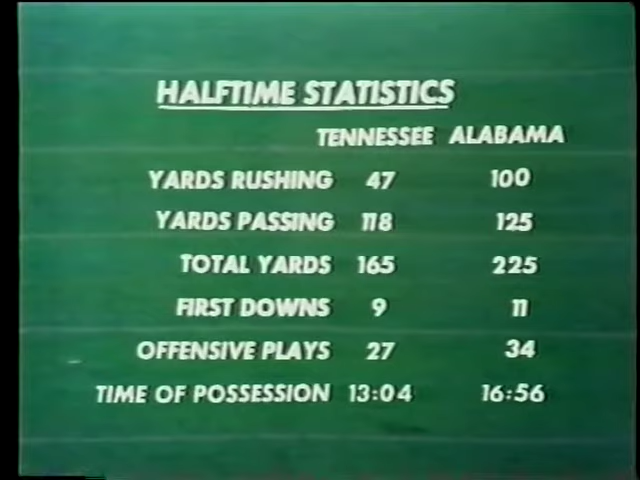 HALFTIME STATISTICS
TENNESSEE ALABAMA
YARDS RUSHING 47 100
YARDS PASSING 118 125
TOTAL YARDS 165 225
FIRST DOWNS 9 11
OFFENSIVE PLAYS 27 34
TIME OF POSSESSION 13:04 16:56